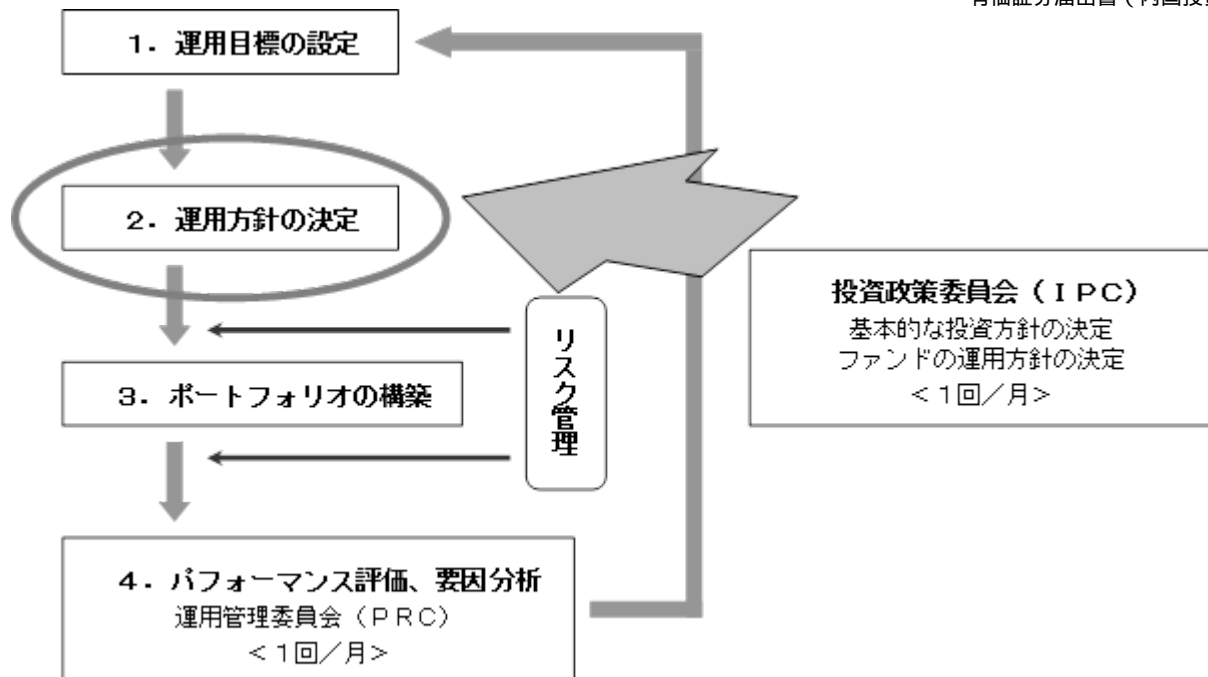 有価証券届出書（内国投資
１．運用目標の設定
２．運用方針の決定
投資政策委員会（ＩＰＣ）
基本的な投資方針の決定
ファンドの運用方針の決定
＜１回／月＞
リスク管理
３．ポートフォリオの構築
４．パフォーマンス評価、要因分析
運用管理委員会（ＰＲＣ）
＜１回／月＞